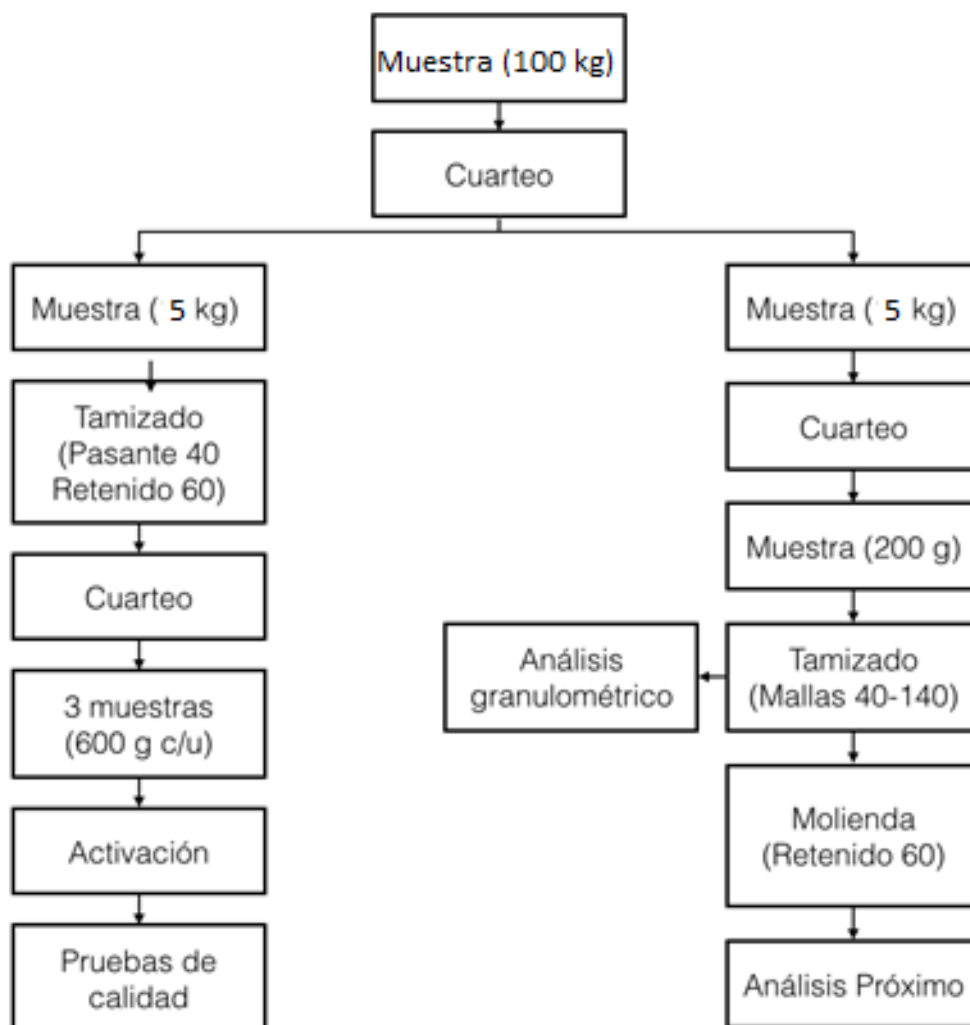 Muestra (100 kg)
Cuarteo
Muestra ( 5 kg)
Tamizado
(Pasante 40
Retenido 60)
Cuarteo
3 muestras
(600 g c/u)
Activación
Pruebas de
calidad
Muestra ( 5 kg)
Cuarteo
Muestra (200 g)
Tamizado
(Mallas 40-140)
Análisis
granulométrico
Molienda
(Retenido 60)
Análisis Próximo